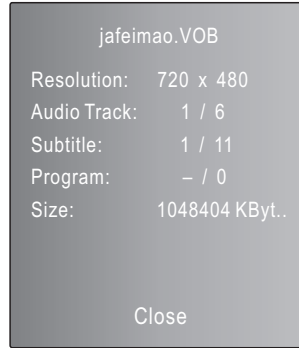 jafeimao.VOB
Resolution: 720 x 480
Audio Track: 1 / 6
Subtitle: 1 / 11
Program: – / 0
Size: 1048404 KByt..
Close